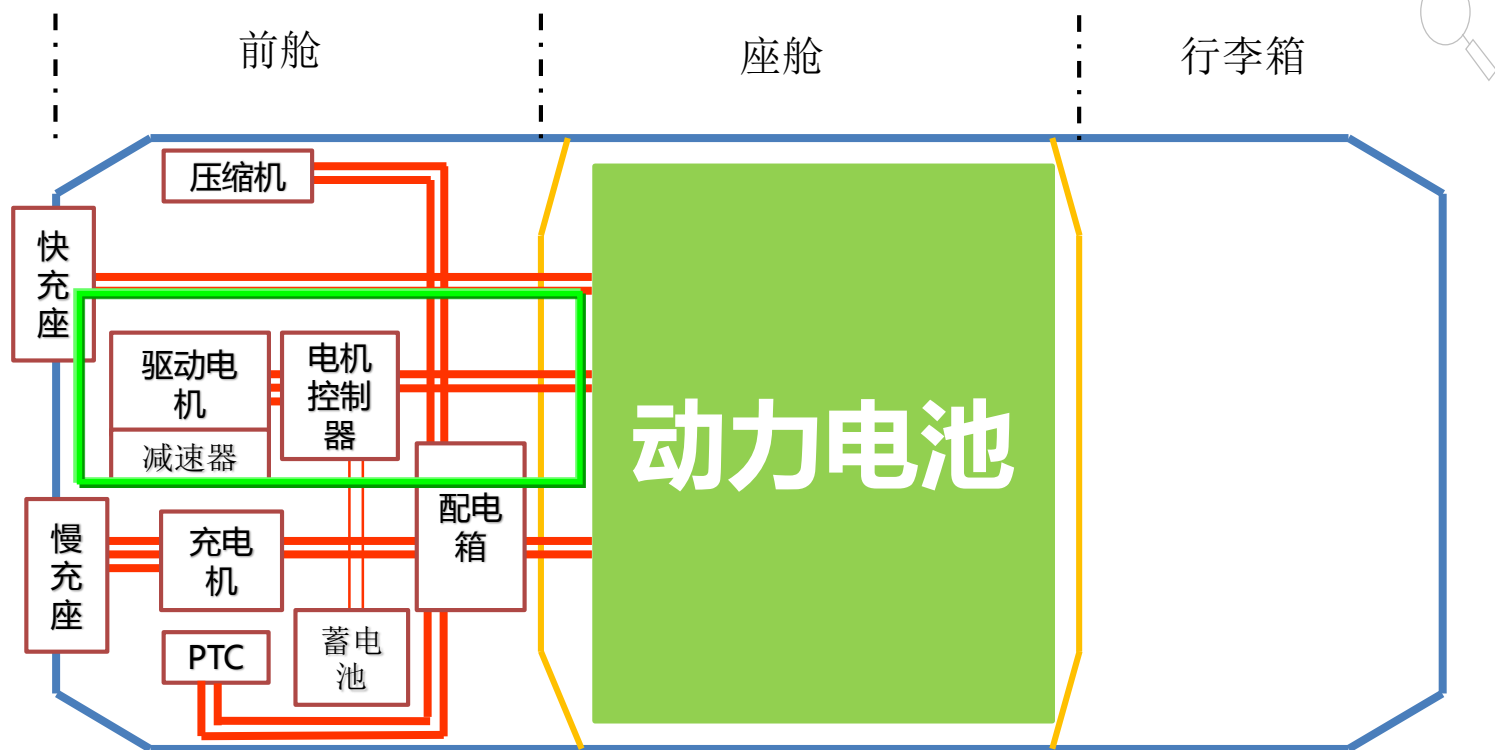 前舱
座舱
行李箱
压缩机
快
充
座
驱动电
机
减速器
电机
控制
器
动力电池
配电
箱
慢
充
座
充电
机
蓄电
池
PTC